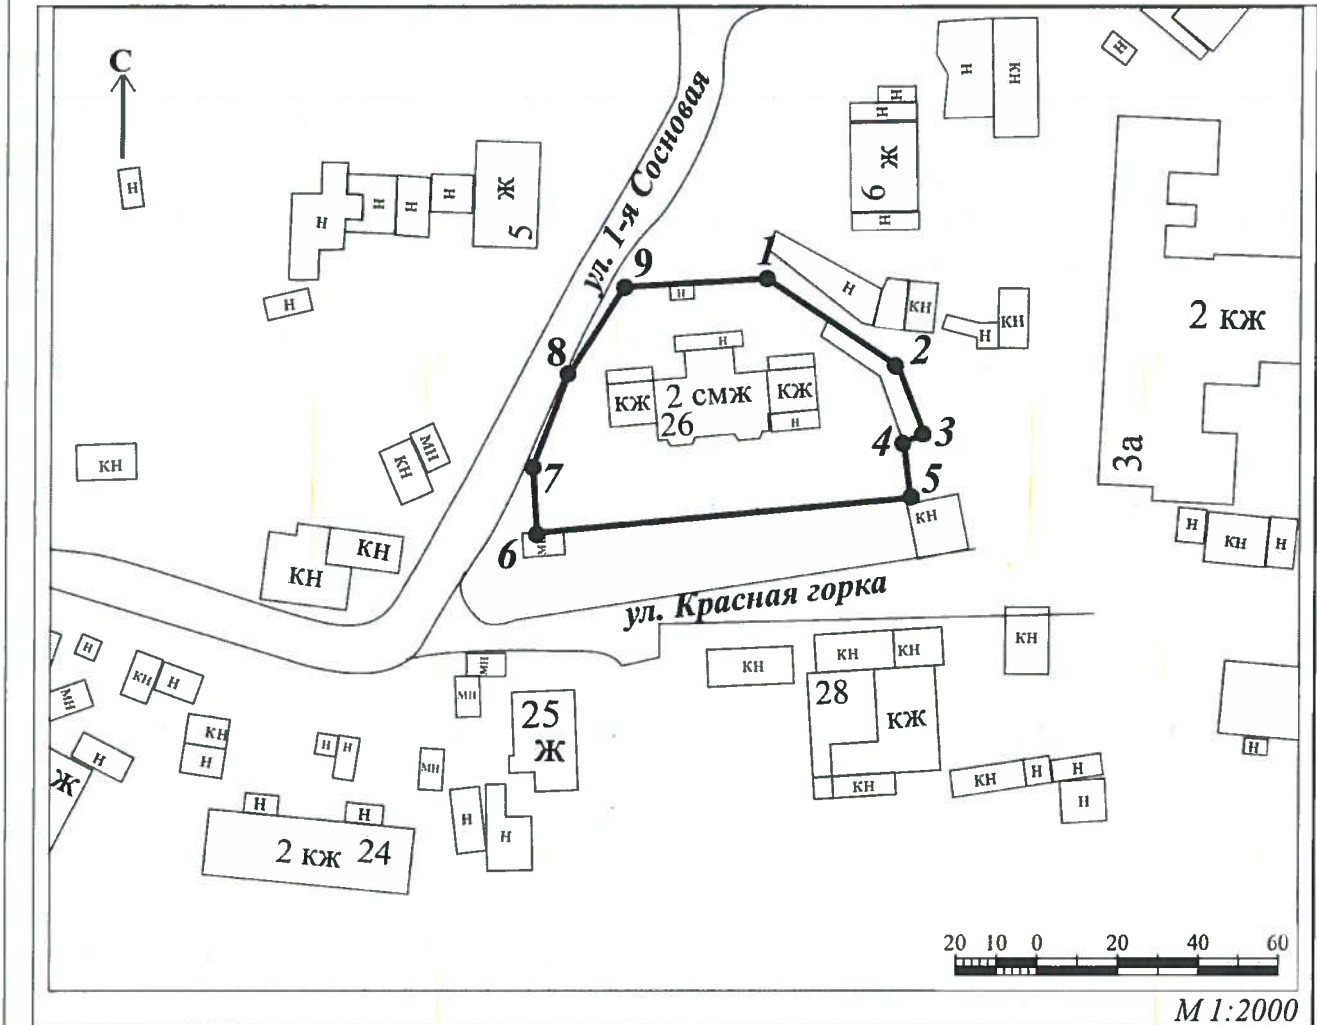 С
ул. 1-я Сосновая
н
кн
н
н
н
6 ж
н
н
н
н
н
н
ж
5
н
1
9
н
н
кн
н
кн
2 кж
3а
8
2
н
кж
2 смж
26
кж
н
3
4
5
7
6
кн
мн
кн
кн
кн
кн
ул. Красная горка
н
кн
н
н
кн
н
мн
мн
мн
25
ж
кн
кн
кн
28
кж
кн
кн
кн
н
н
н
н
кн
н
н
н
мн
н
ж
н
н
2 кж 24
н
н
20 10 0 20 40 60
М 1:2000